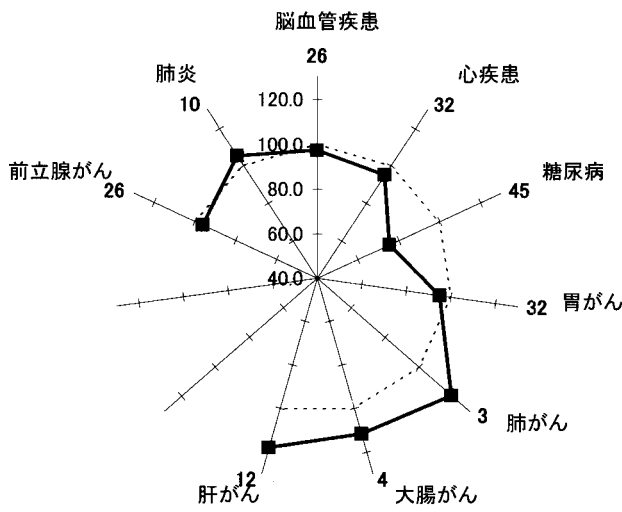 脳血管疾患
26
心疾患
32
糖尿病
45
胃がん
32
肺がん
3
大腸がん
4
肝がん
12
前立腺がん
26
肺炎
10
120.0
100.0
80.0
60.0
40.0